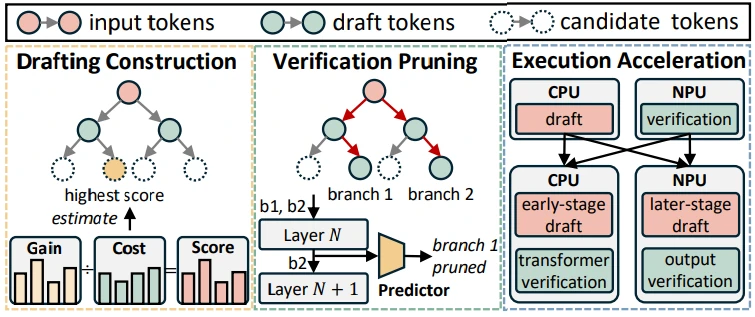 input tokens
draft tokens
candidate tokens
Drafting Construction
highest score
estimate
Gain
÷
Cost
=
Score
Verification Pruning
branch 1
branch 2
b1, b2
Layer N
b2
Layer N + 1
Predictor
branch 1
pruned
Execution Acceleration
CPU
draft
NPU
verification
CPU
early-stage
draft
transformer
verification
NPU
later-stage
draft
output
verification